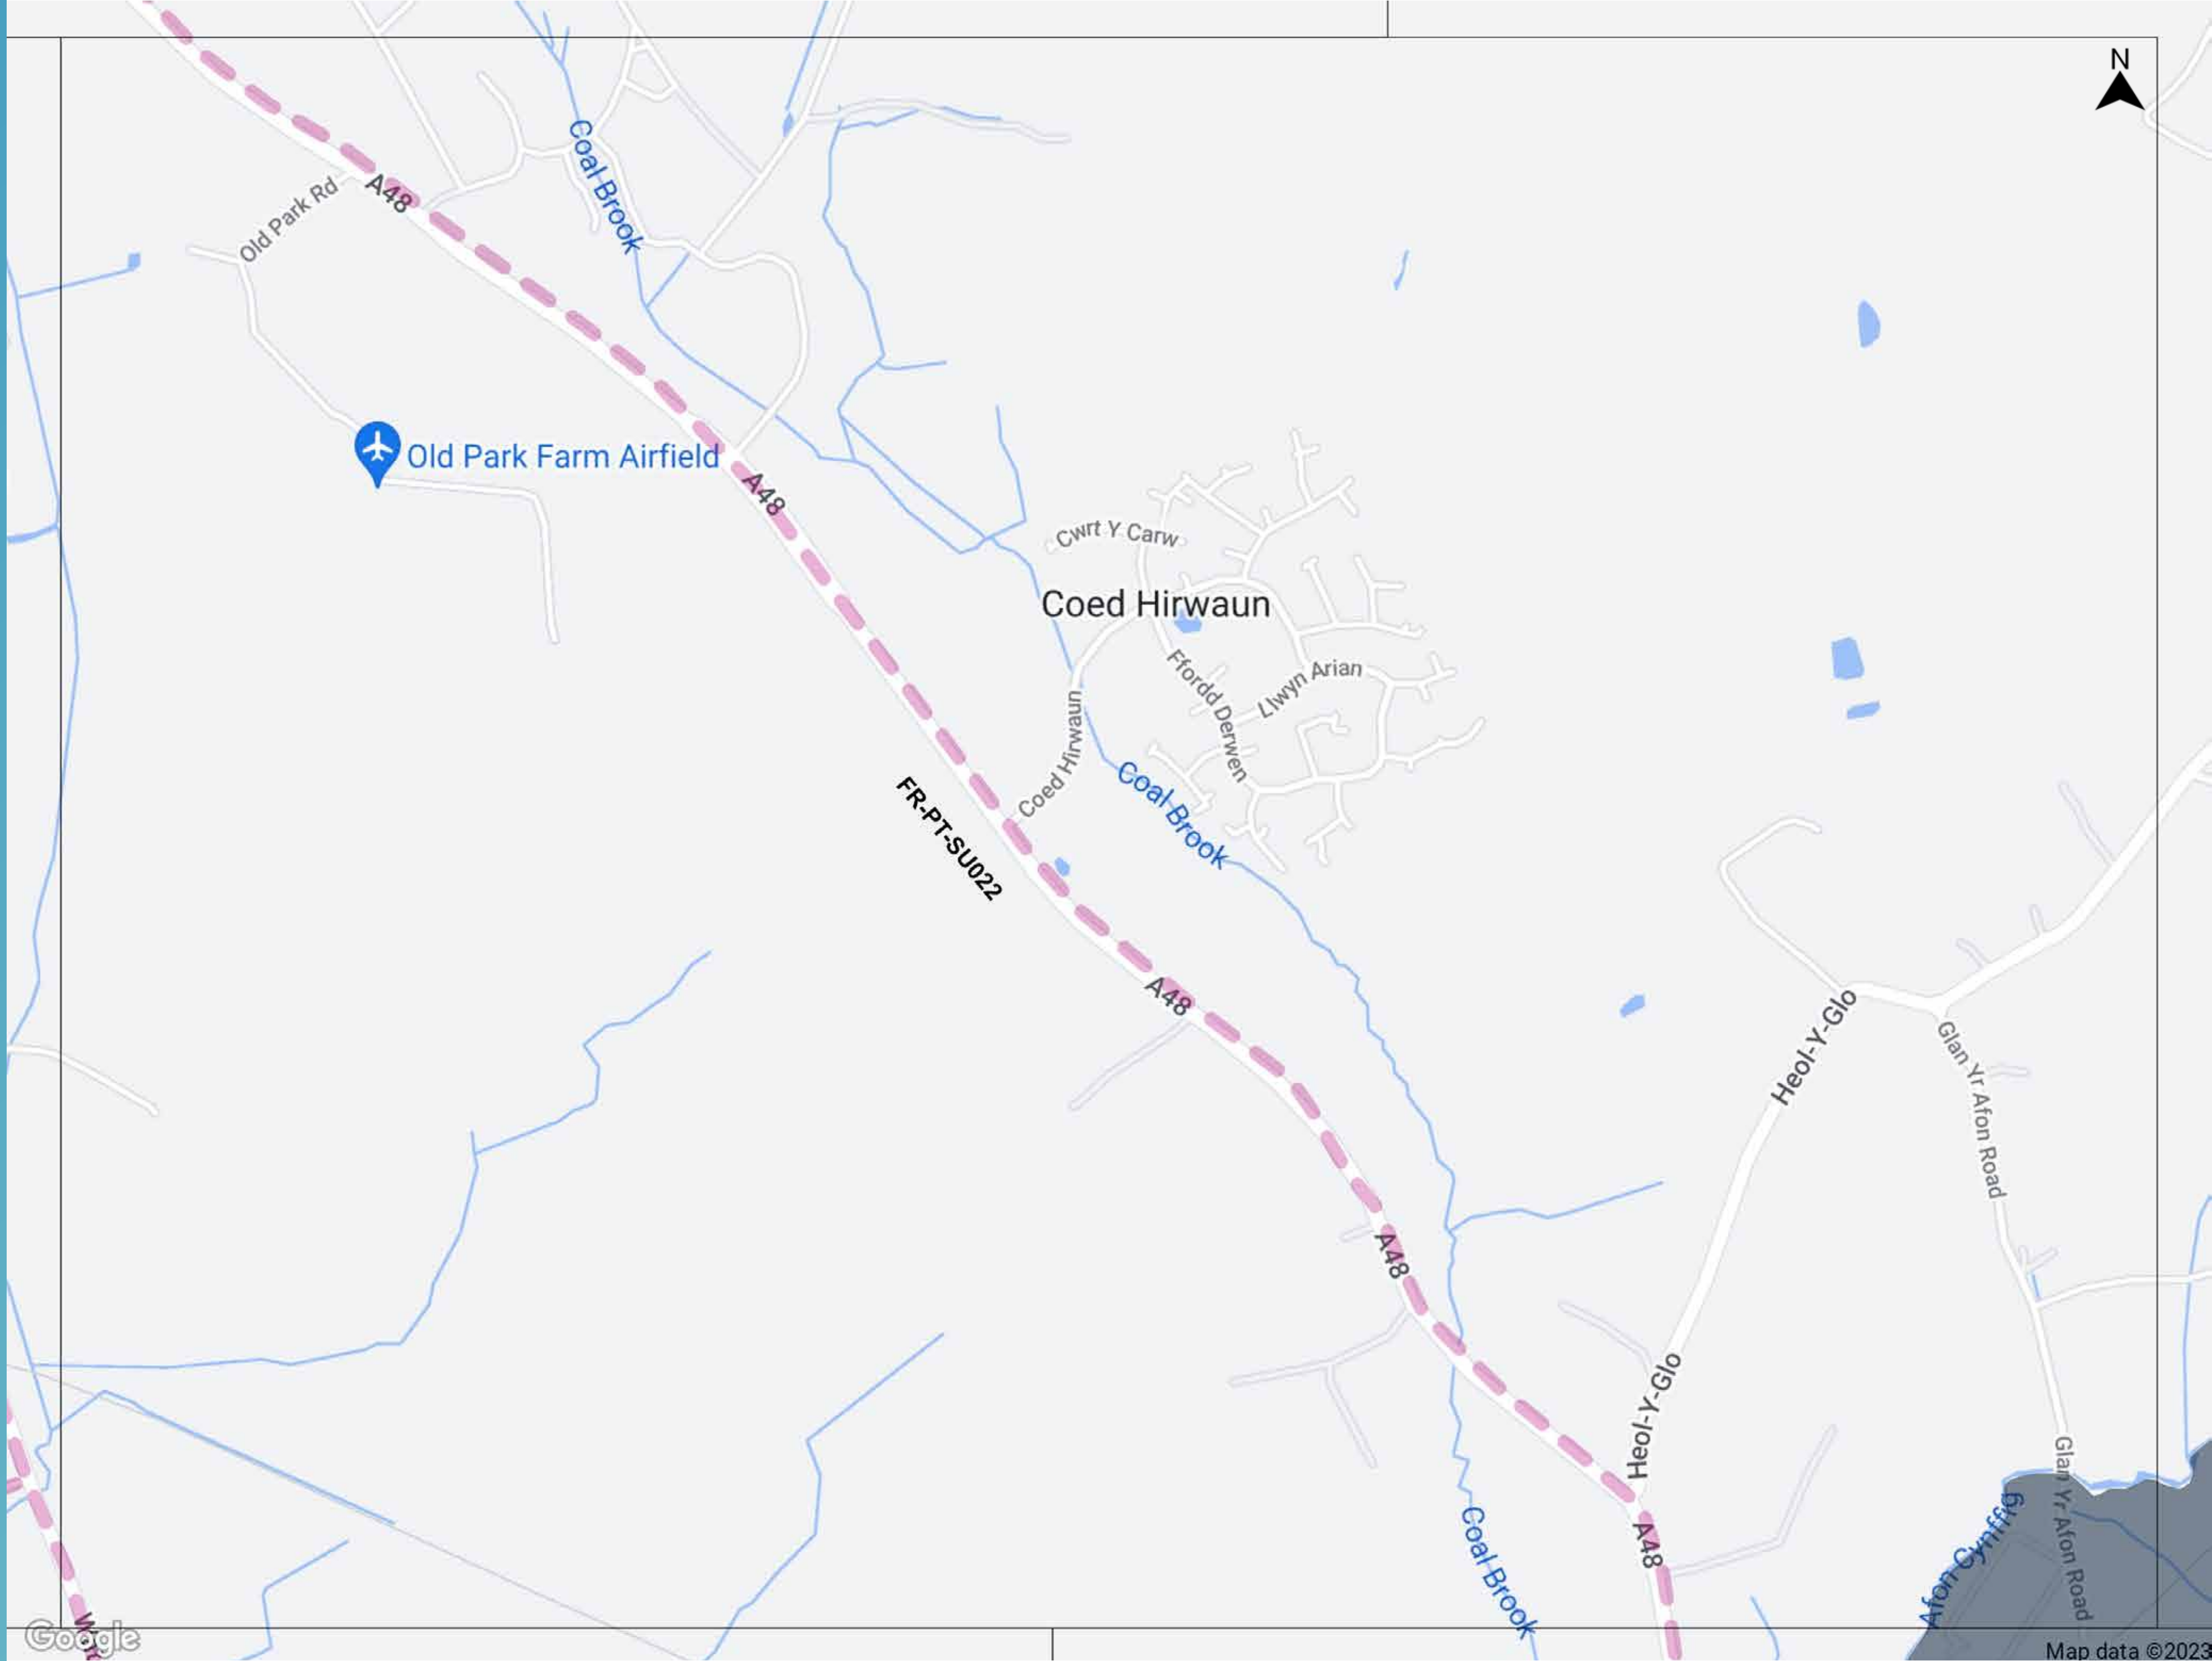 N
Coal Brook
Old Park Rd
A48
Old Park Farm Airfield
A48
Cwrt Y Carw
Coed Hirwaun
Ffordd Derwen
Llwyn Arian
Coed Hirwaun
Coal Brook
FR-PT-SU022
A48
Heol-Y-Glo
Glan Yr Afon Road
A48
Heol-Y-Glo
Glan Yr Afon Road
A48
Afon Cynffig
Coal Brook
Google
Map data ©2023